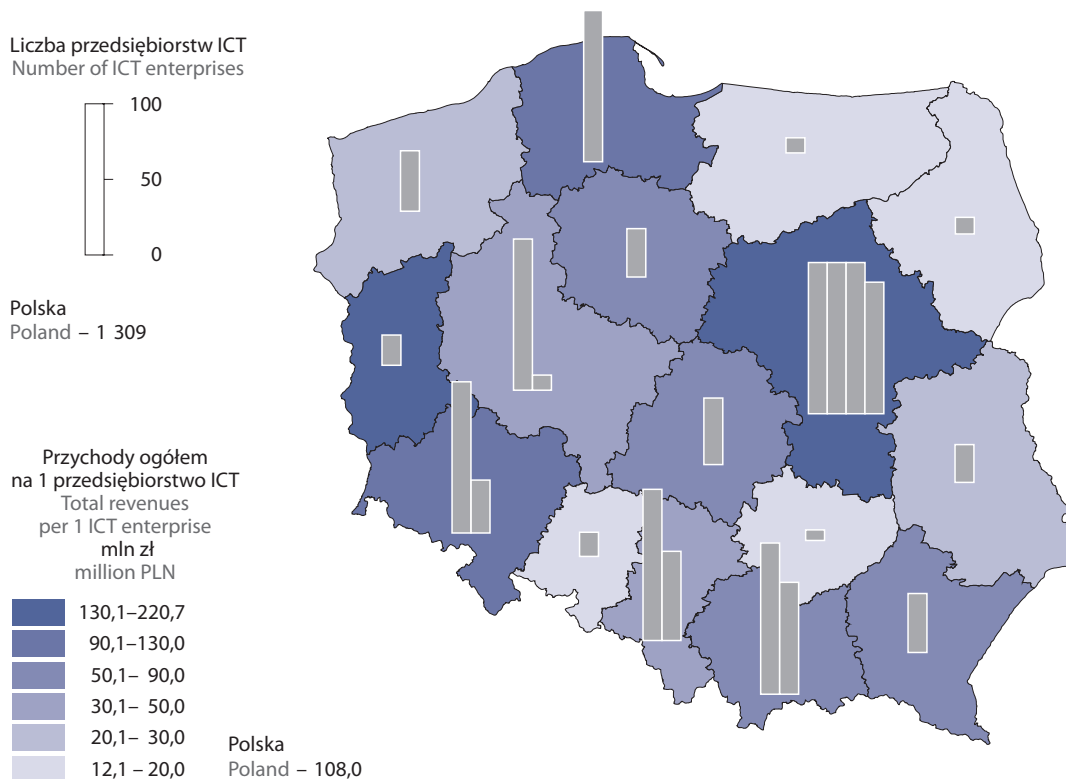 Liczba przedsiębiorstw ICT
Number of ICT enterprises
100
50
0
Polska
Poland – 1 309
Przychody ogółem
na 1 przedsiębiorstwo ICT
Total revenues
per 1 ICT enterprise
mln zł
million PLN
130,1–220,7
90,1–130,0
50,1– 90,0
30,1– 50,0
20,1– 30,0
12,1 – 20,0
Polska
Poland – 108,0